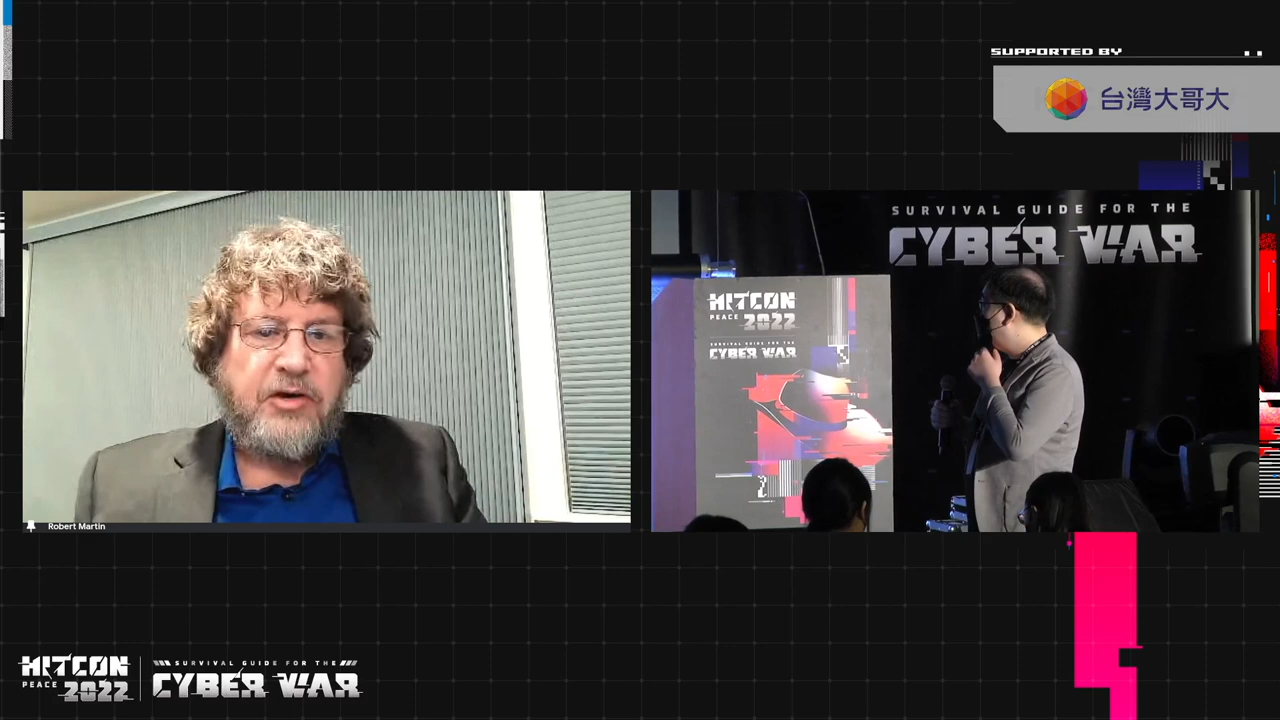 SUPPORTED BY
台灣大哥大
SURVIVAL GUIDE FOR THE
CYBER WAR
HITCON
PEACE 2022
SURVIVAL GUIDE FOR THE
CYBER WAR
Robert Martin
HITCON
PEACE 2022
SURVIVAL GUIDE FOR THE
CYBER WAR